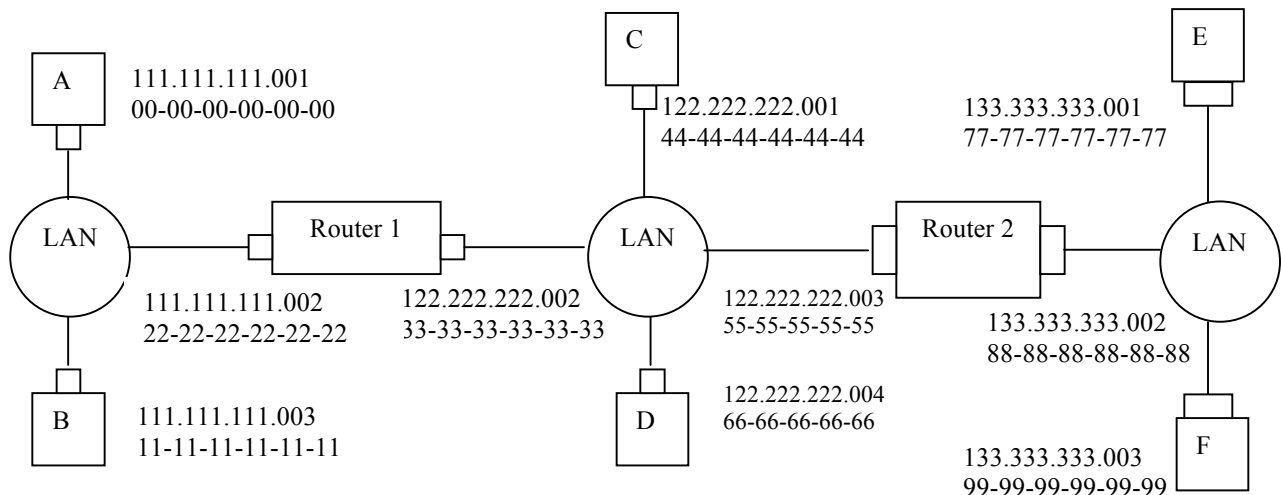 A
111.111.111.001
00-00-00-00-00-00
C
122.222.222.001
44-44-44-44-44-44
E
133.333.333.001
77-77-77-77-77-77
LAN
Router 1
LAN
Router 2
LAN
111.111.111.002
22-22-22-22-22-22
122.222.222.002
33-33-33-33-33-33
122.222.222.003
55-55-55-55-55
133.333.333.002
88-88-88-88-88-88
B
111.111.111.003
11-11-11-11-11-11
D
122.222.222.004
66-66-66-66-66
F
133.333.333.003
99-99-99-99-99-99